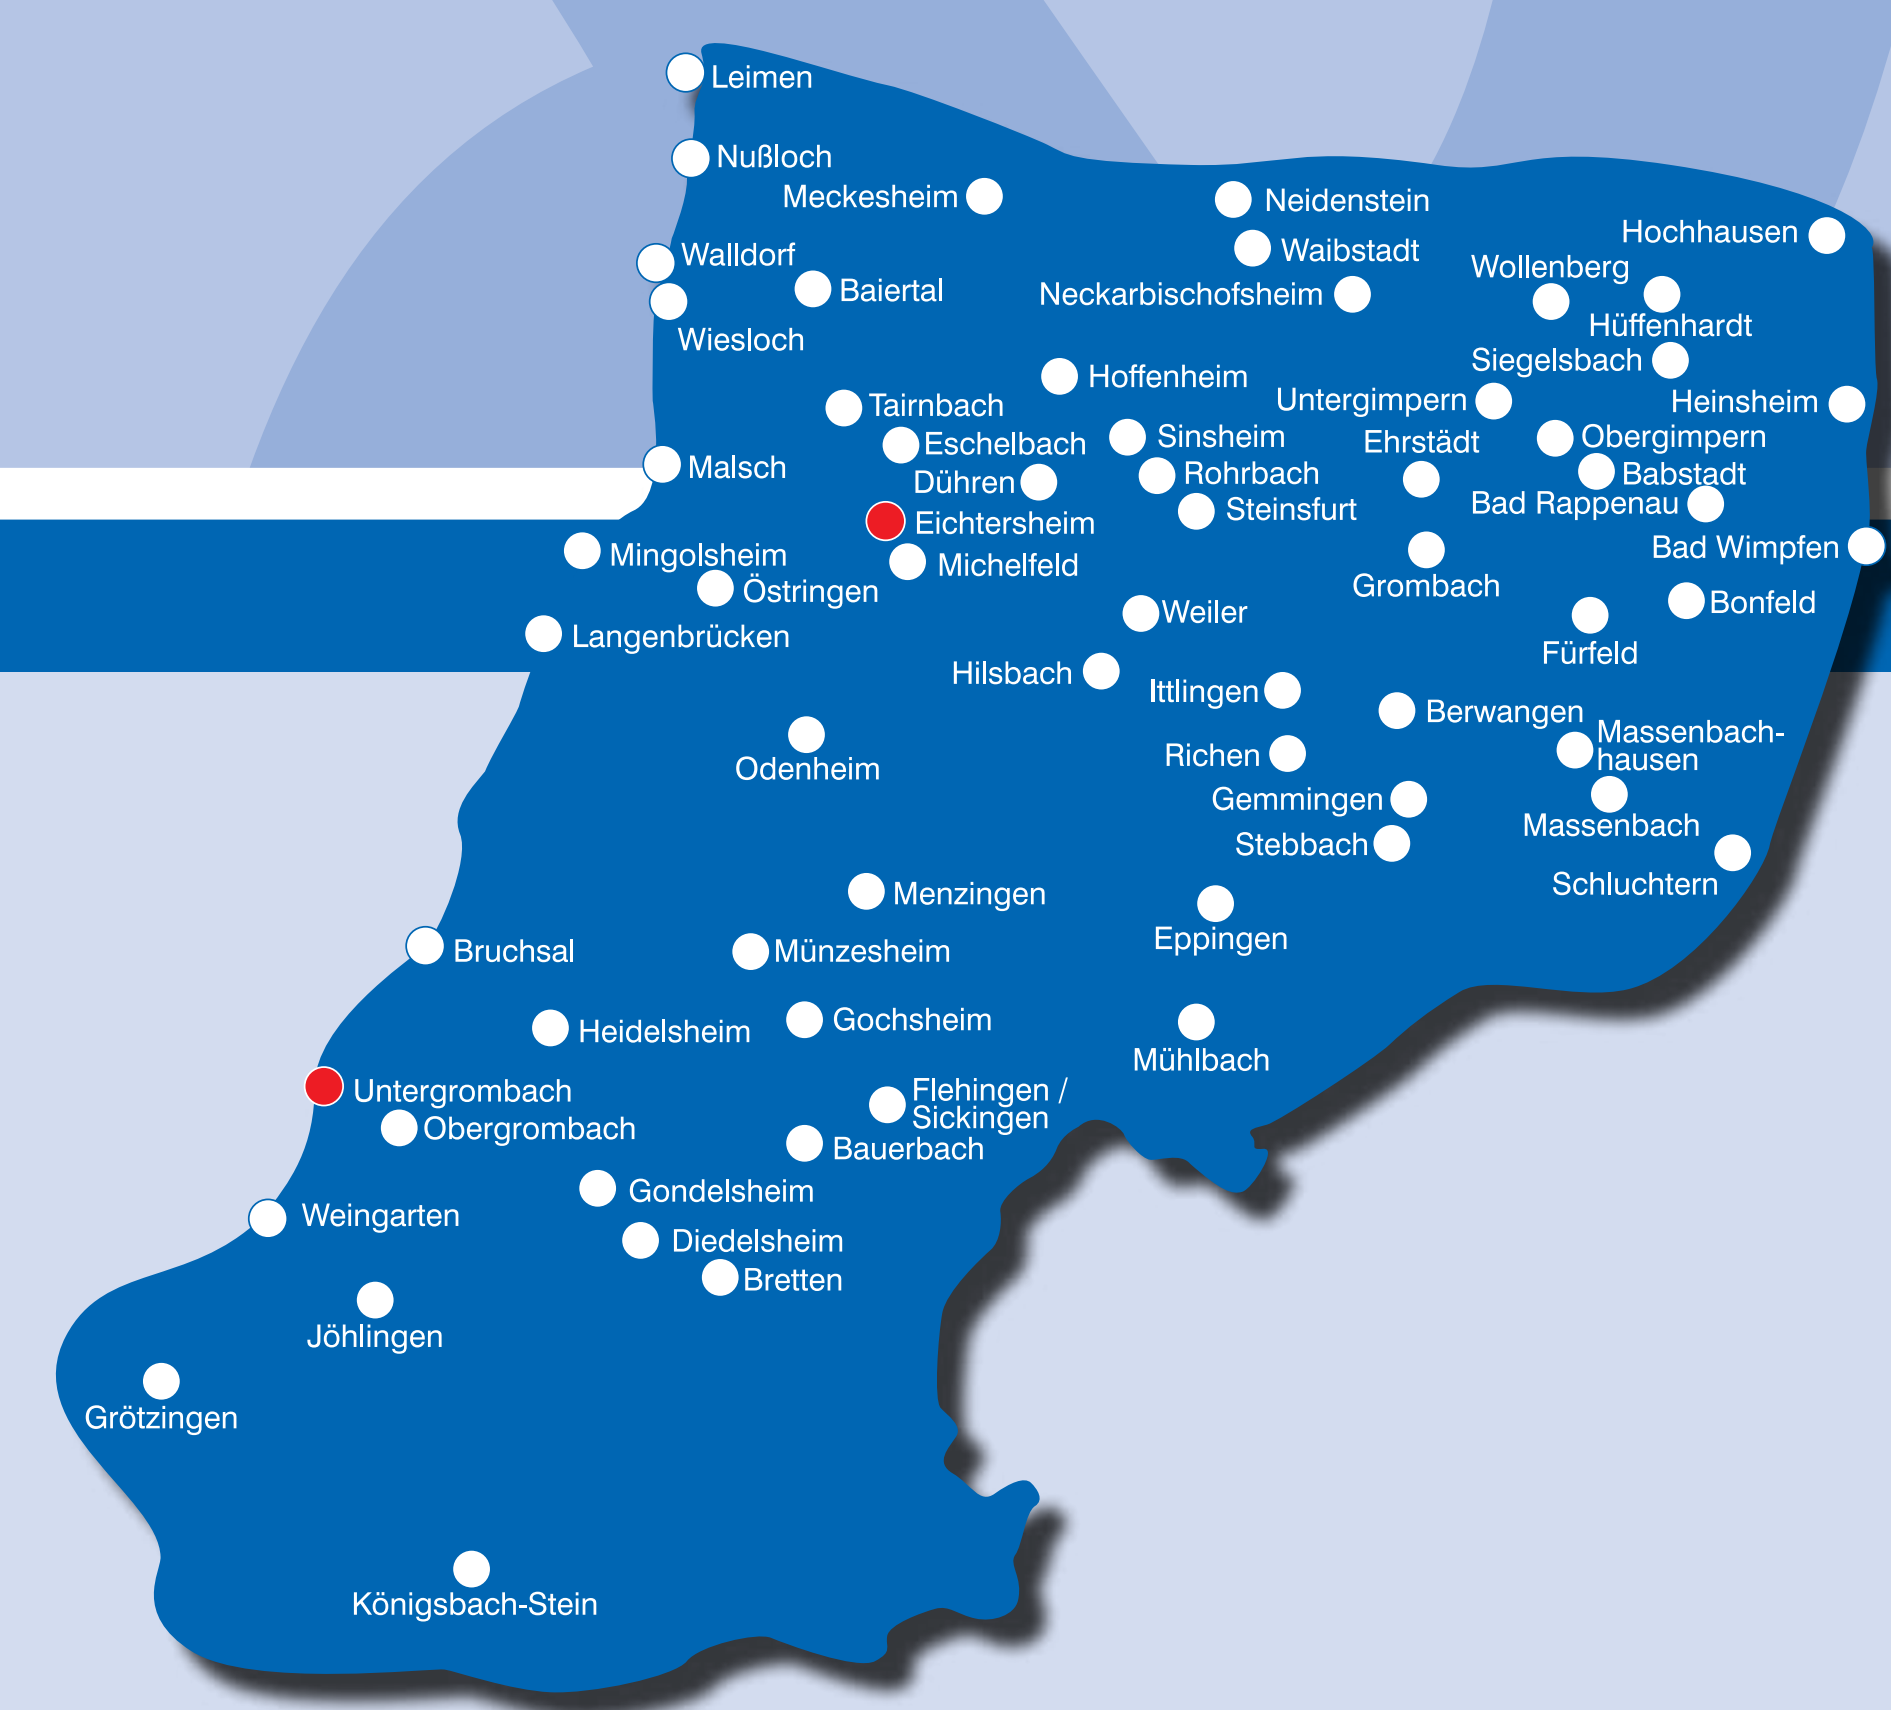 Leimen
Nußloch
Meckesheim
Neidenstein
Hochhausen
Walldorf
Waibstadt
Wollenberg
Baiertal
Neckarbischofsheim
Hüffenhardt
Wiesloch
Siegelsbach
Hoffenheim
Untergimpern
Heinsheim
Tairnbach
Eschelbach
Sinsheim
Ehrstädt
Obergimpern
Malsch
Dühren
Rohrbach
Babstadt
Bad Rappenau
Steinsfurt
Eichtersheim
Bad Wimpfen
Mingolsheim
Michelfeld
Grombach
Östringen
Bonfeld
Weiler
Langenbrücken
Fürfeld
Hilsbach
Ittlingen
Berwangen
Massenbach-
hausen
Richen
Odenheim
Gemmingen
Massenbach
Stebbach
Schluchtern
Menzingen
Eppingen
Bruchsal
Münzesheim
Gochsheim
Heidelsheim
Mühlbach
Untergrombach
Flehingen /
Sickingen
Obergrombach
Bauerbach
Gondelsheim
Weingarten
Diedelsheim
Bretten
Jöhlingen
Grötzingen
Königsbach-Stein